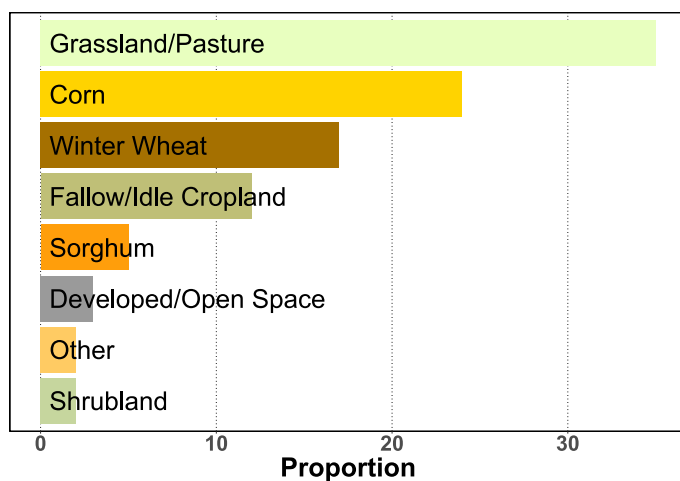 Grassland/Pasture
Corn
Winter Wheat
Fallow/Idle Cropland
Sorghum
Developed/Open Space
Other
Shrubland
0 10 20 30
Proportion